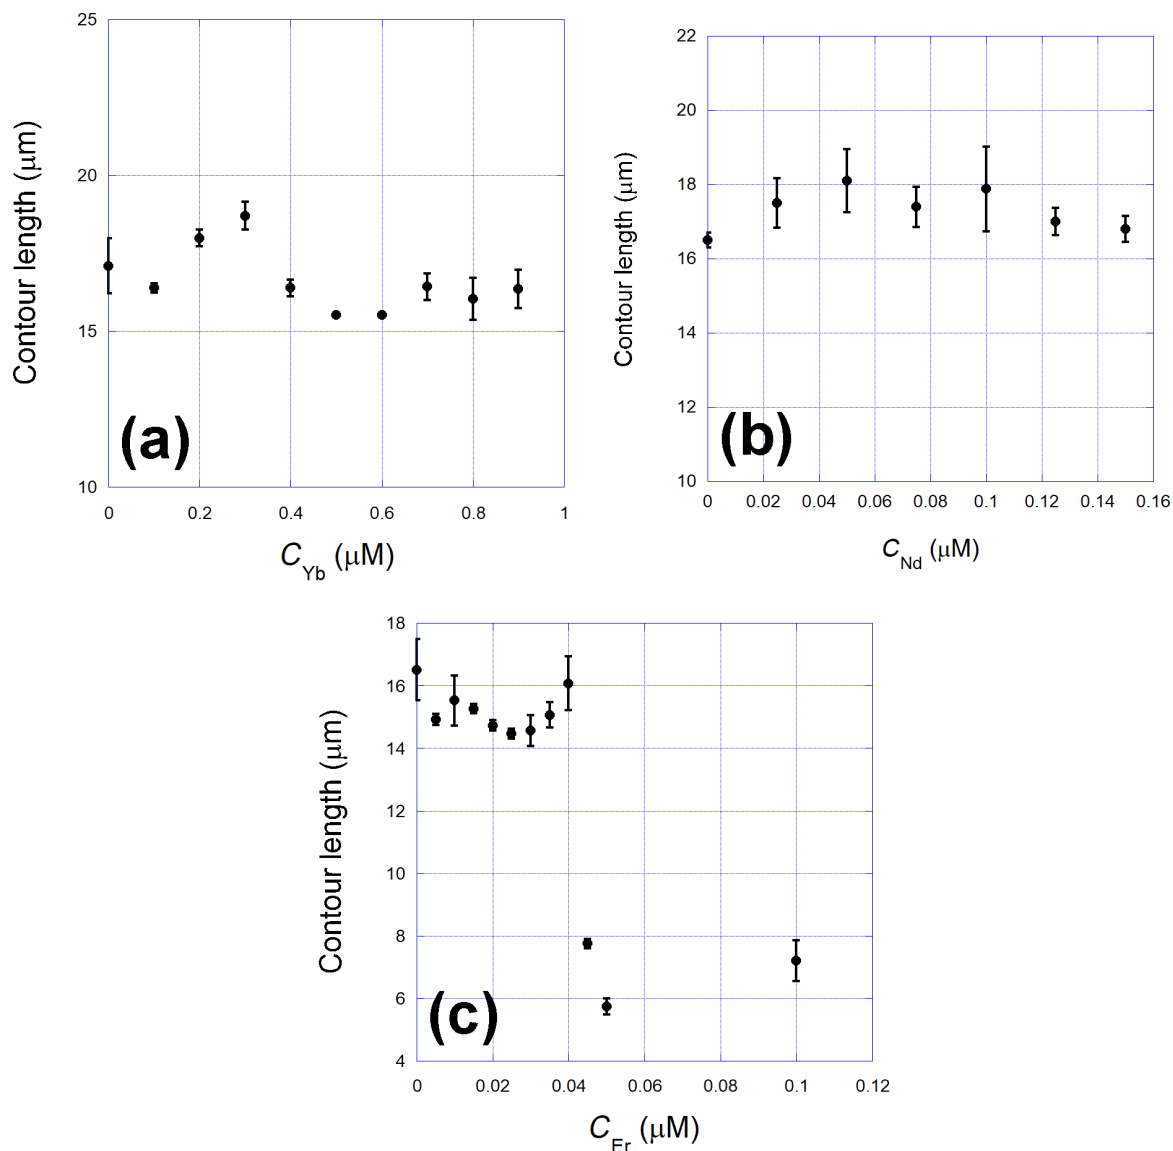 25
20
15
10
Contour length (μm)
(a)
0 0.2 0.4 0.6 0.8 1
C_Yb (μM)
22
20
18
16
14
12
10
Contour length (μm)
(b)
0 0.02 0.04 0.06 0.08 0.1 0.12 0.14 0.16
C_Nd (μM)
18
16
14
12
10
8
6
4
Contour length (μm)
(c)
0 0.02 0.04 0.06 0.08 0.1 0.12
C_Er (μM)